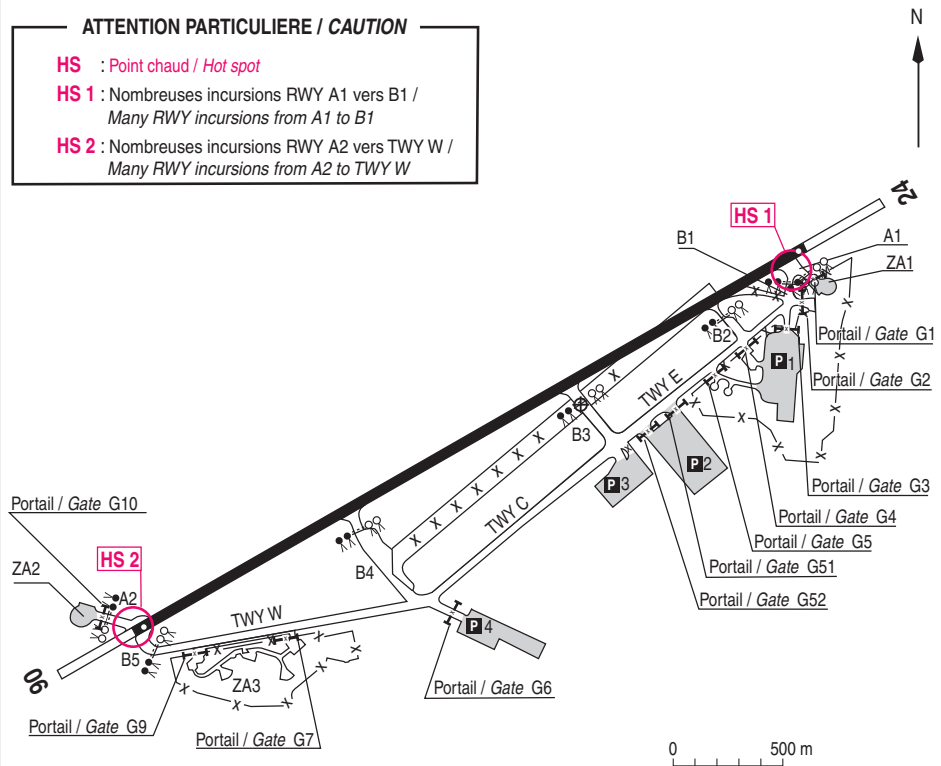 ATTENTION PARTICULIERE / CAUTION
HS : Point chaud / Hot spot
HS 1 : Nombreuses incursions RWY A1 vers B1 /
Many RWY incursions from A1 to B1
HS 2 : Nombreuses incursions RWY A2 vers TWY W /
Many RWY incursions from A2 to TWY W
N
24
HS 1
A1
B1
ZA1
Portail / Gate G1
B2
P1
Portail / Gate G2
TWY E
B3
P2
P3
Portail / Gate G3
TWY C
Portail / Gate G10
Portail / Gate G4
Portail / Gate G5
HS 2
ZA2
B4
Portail / Gate G51
A2
Portail / Gate G52
TWY W
P4
B5
06
ZA3
Portail / Gate G6
Portail / Gate G9
Portail / Gate G7
0 500 m
X X X X X X X X X X X X X X X X X X X X X X